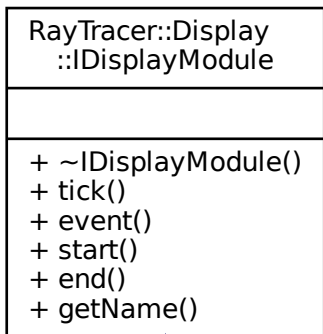 RayTracer::Display
::IDisplayModule
+ ~IDisplayModule()
+ tick()
+ event()
+ start()
+ end()
+ getName()